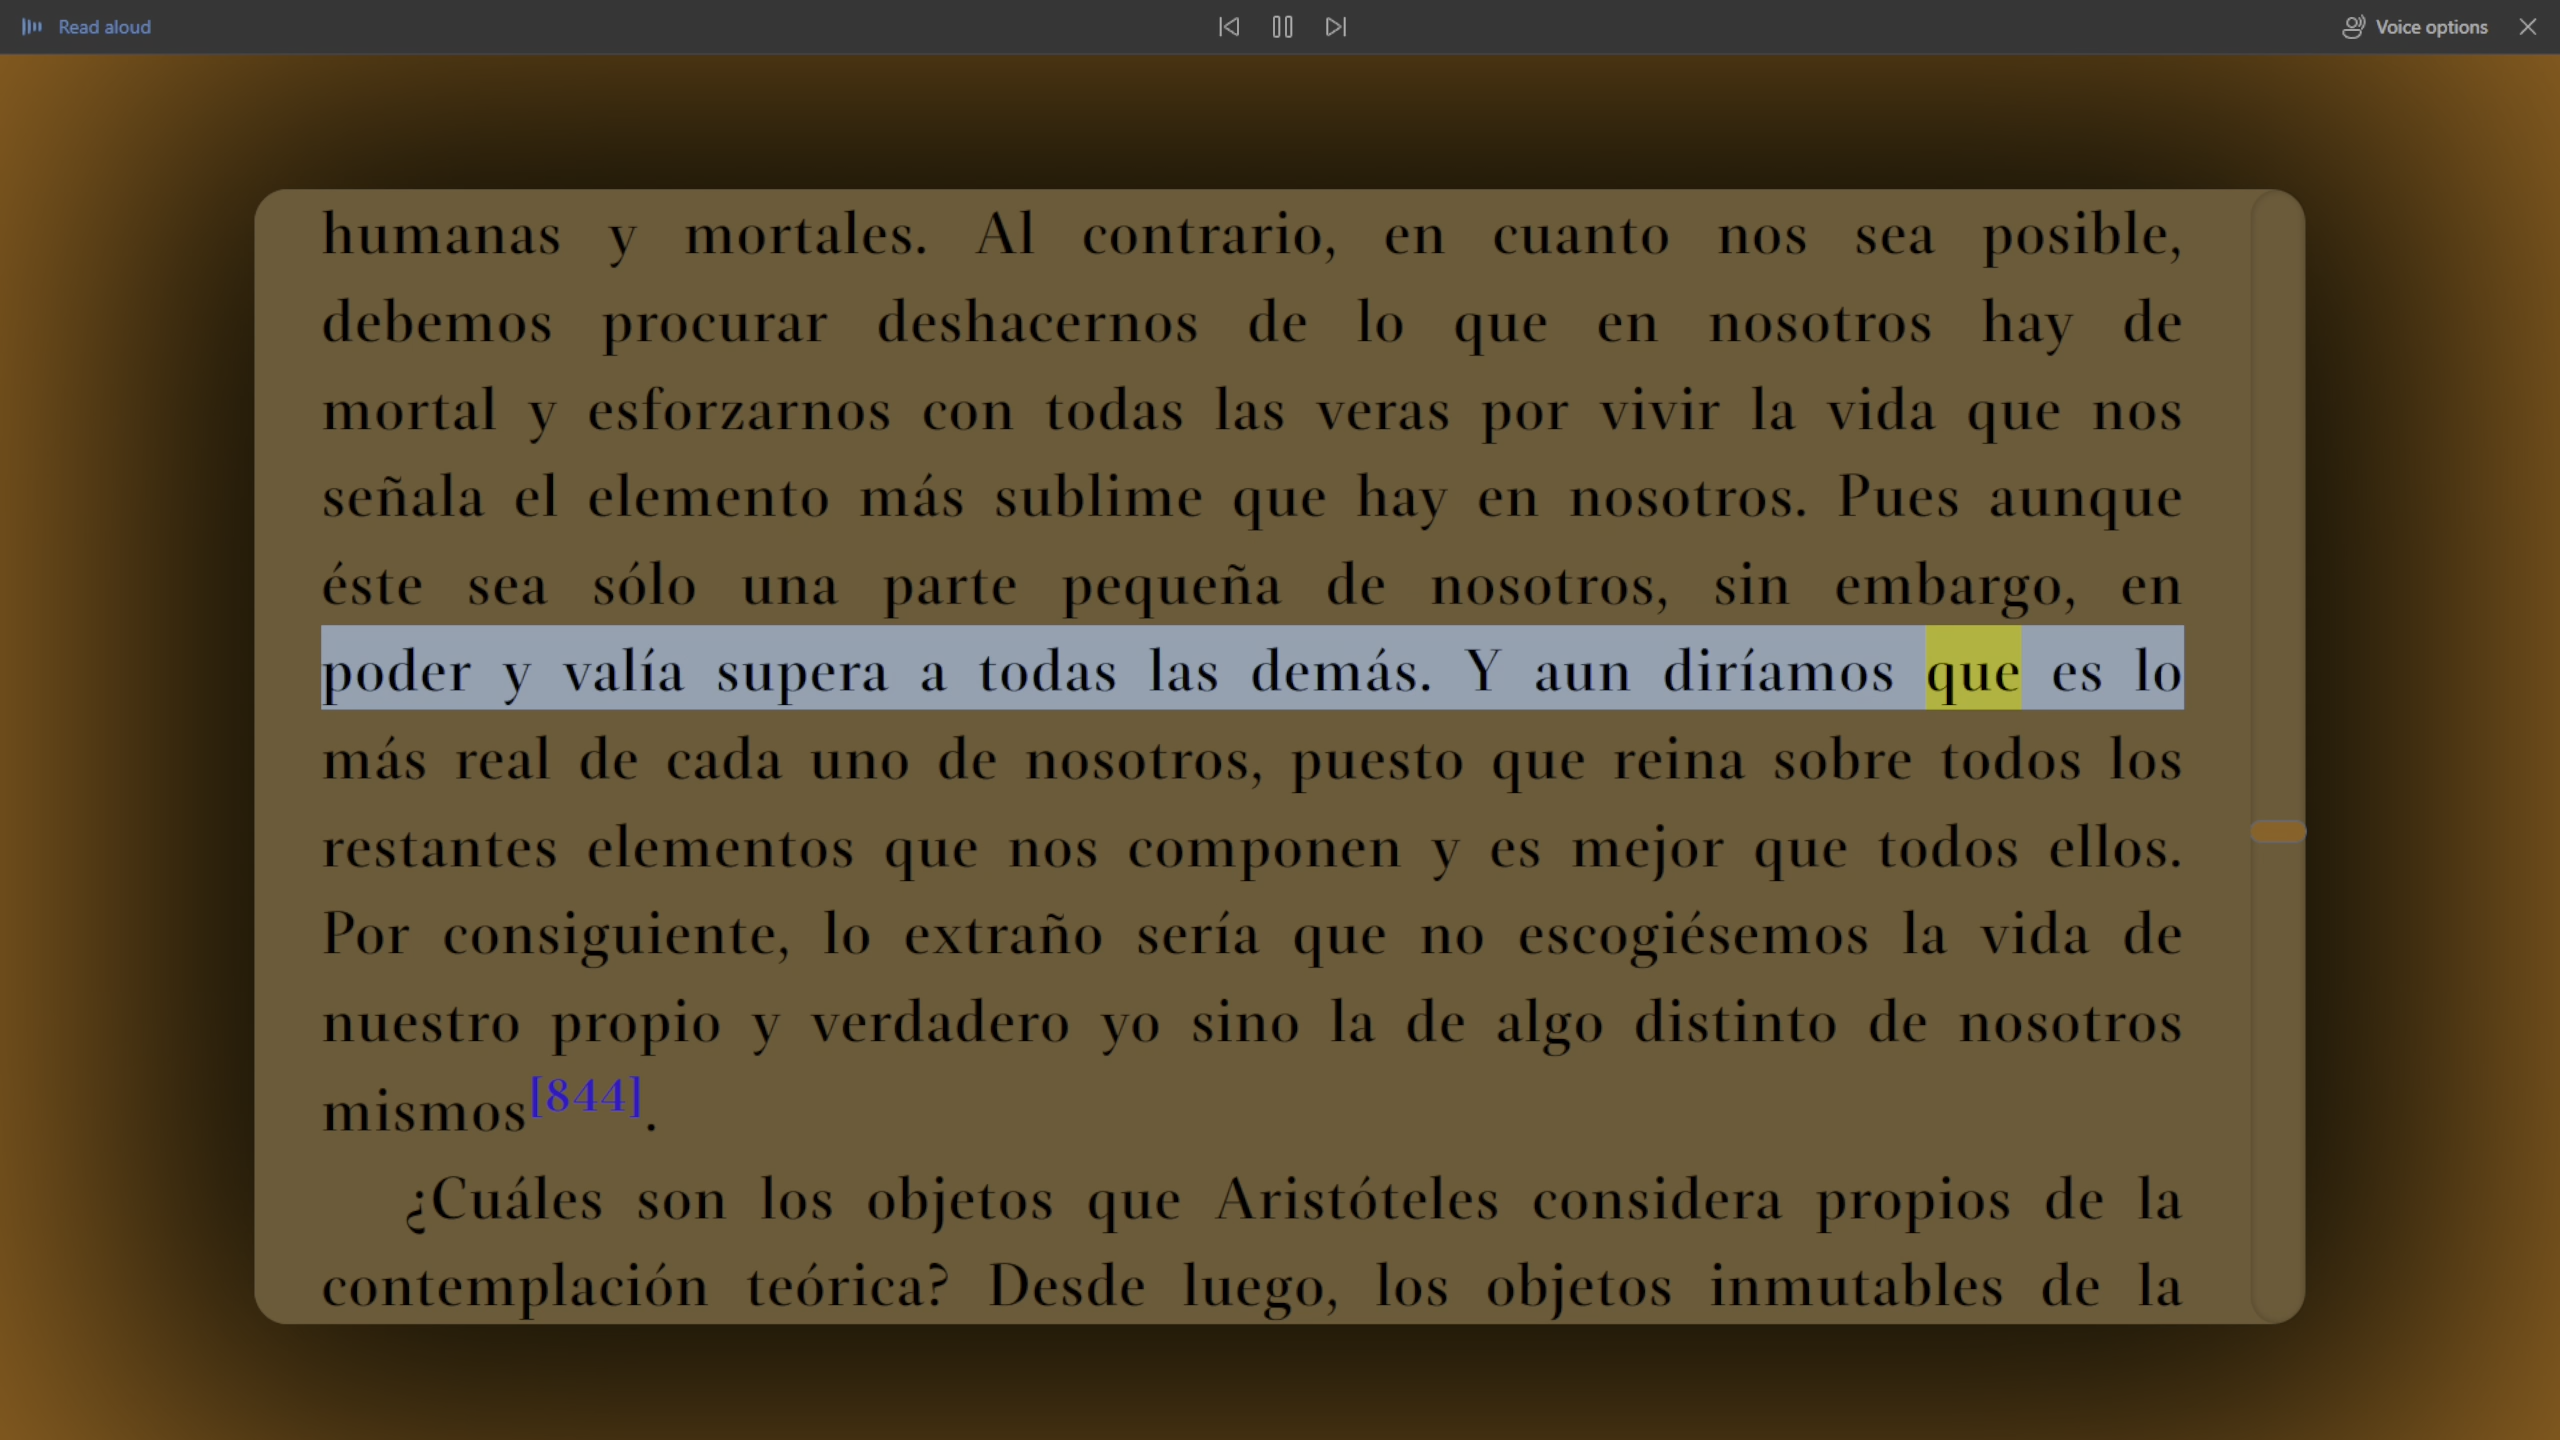 Read aloud
Voice options
humanas y mortales. Al contrario, en cuanto nos sea posible,
debemos procurar deshacernos de lo que en nosotros hay de
mortal y esforzarnos con todas las veras por vivir la vida que nos
señala el elemento más sublime que hay en nosotros. Pues aunque
éste sea sólo una parte pequeña de nosotros, sin embargo, en
poder y valía supera a todas las demás. Y aun diríamos que es lo
más real de cada uno de nosotros, puesto que reina sobre todos los
restantes elementos que nos componen y es mejor que todos ellos.
Por consiguiente, lo extraño sería que no escogiésemos la vida de
nuestro propio y verdadero yo sino la de algo distinto de nosotros
mismos[844].
¿Cuáles son los objetos que Aristóteles considera propios de la
contemplación teórica? Desde luego, los objetos inmutables de la